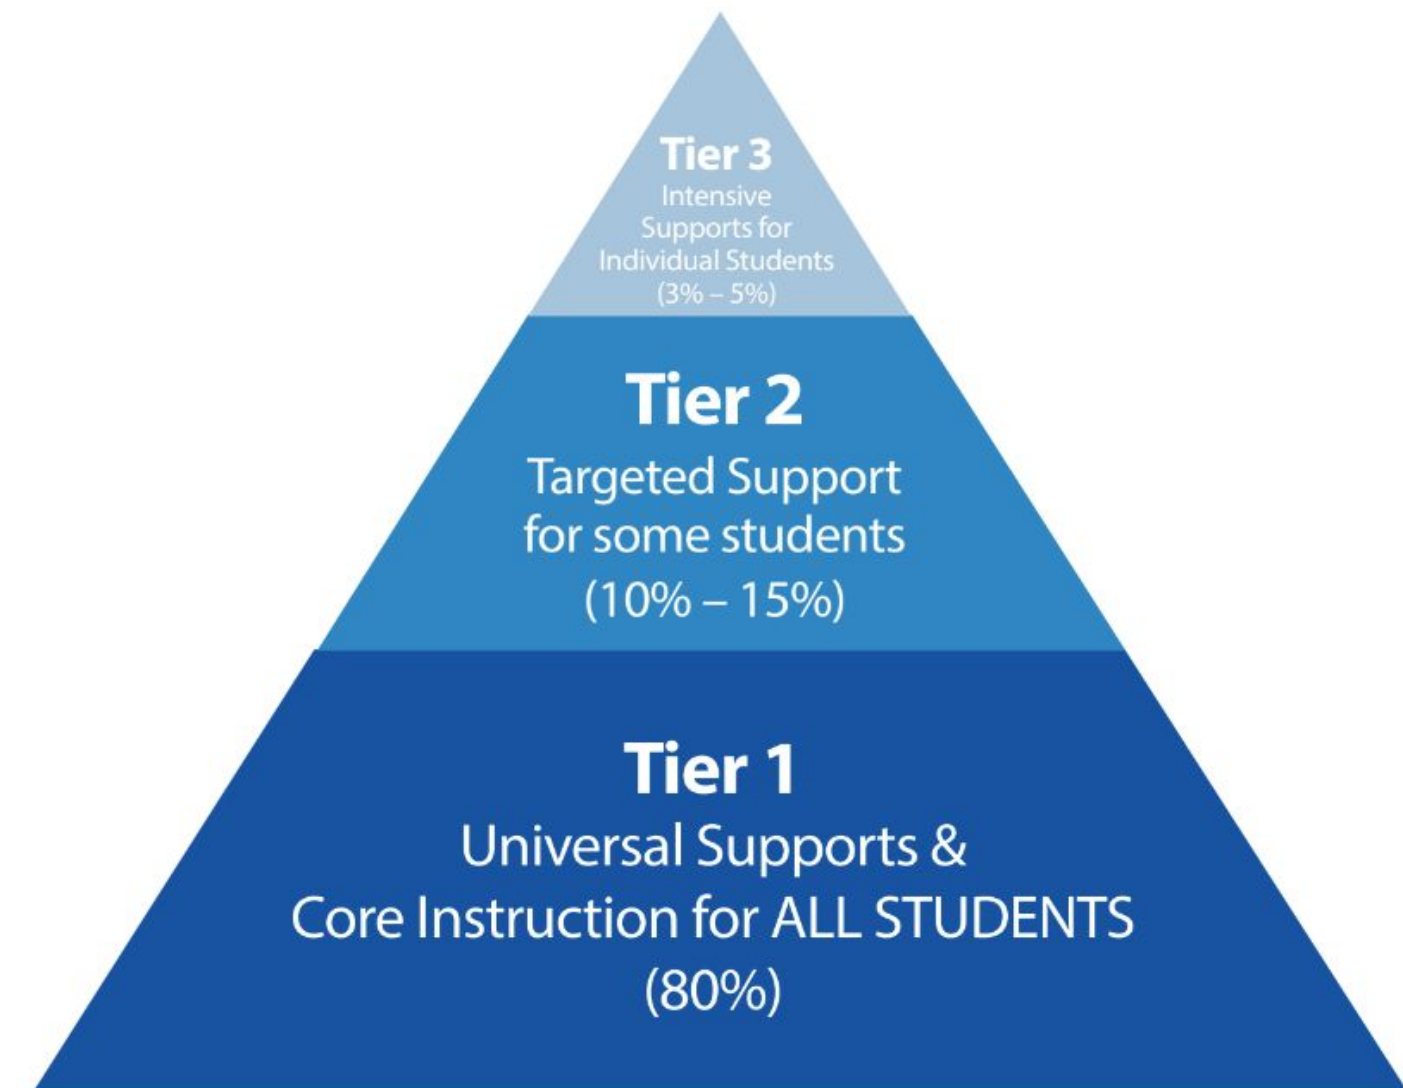 Tier 3
Intensive
Supports for
Individual Students
(3% – 5%)
Tier 2
Targeted Support
for some students
(10% – 15%)
Tier 1
Universal Supports &
Core Instruction for ALL STUDENTS
(80%)